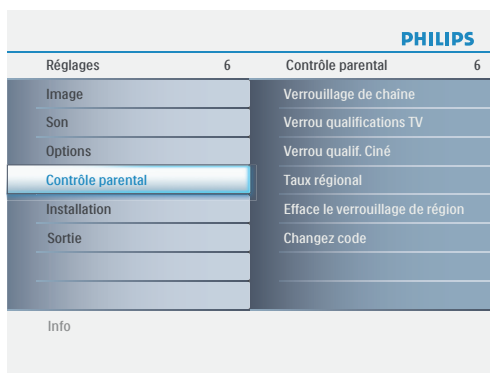 PHILIPS
Réglages 6 Contrôle parental 6
Image Verrouillage de chaîne
Son Verrou qualifications TV
Options Verrou qualif. Ciné
Contrôle parental Taux régional
Installation Efface le verrouillage de région
Sortie Changez code
Info